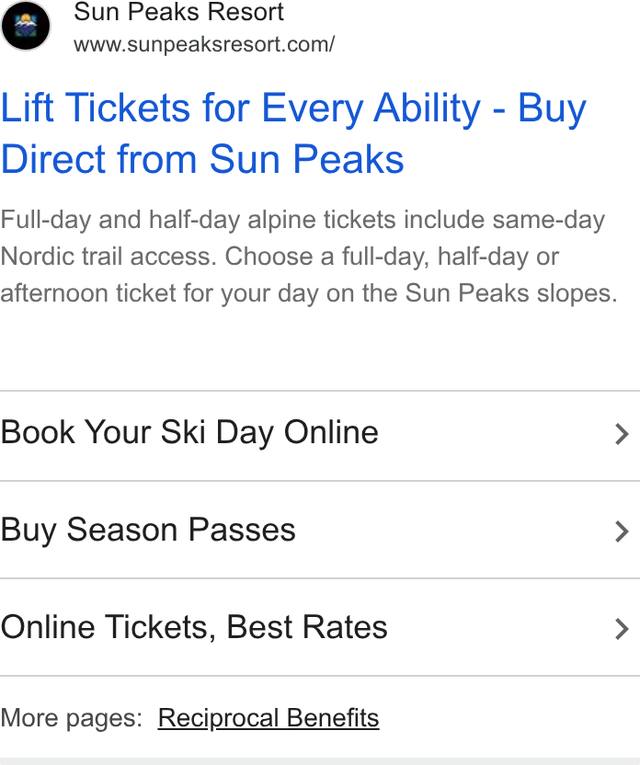 Sun Peaks Resort
www.sunpeaksresort.com/
Lift Tickets for Every Ability - Buy
Direct from Sun Peaks
Full-day and half-day alpine tickets include same-day
Nordic trail access. Choose a full-day, half-day or
afternoon ticket for your day on the Sun Peaks slopes.
Book Your Ski Day Online
Buy Season Passes
Online Tickets, Best Rates
More pages: Reciprocal Benefits